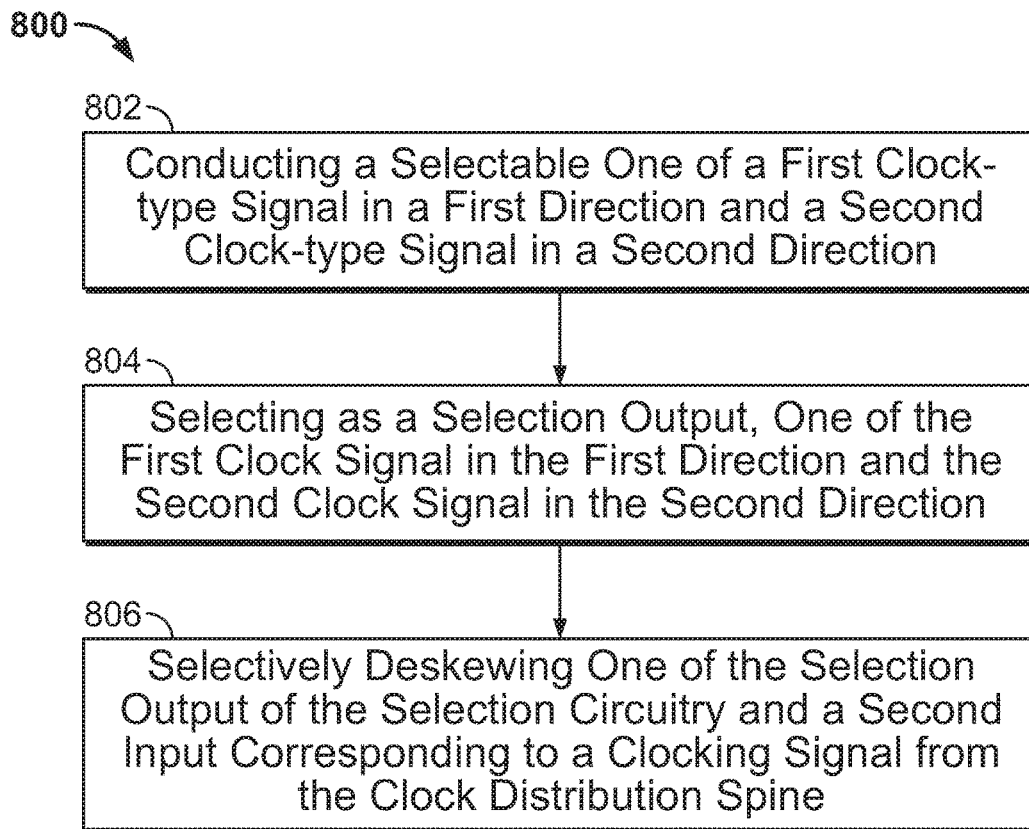 800
802
Conducting a Selectable One of a First Clock-
type Signal in a First Direction and a Second
Clock-type Signal in a Second Direction
804
Selecting as a Selection Output, One of the
First Clock Signal in the First Direction and the
Second Clock Signal in the Second Direction
806
Selectively Deskewing One of the Selection
Output of the Selection Circuitry and a Second
Input Corresponding to a Clocking Signal from
the Clock Distribution Spine